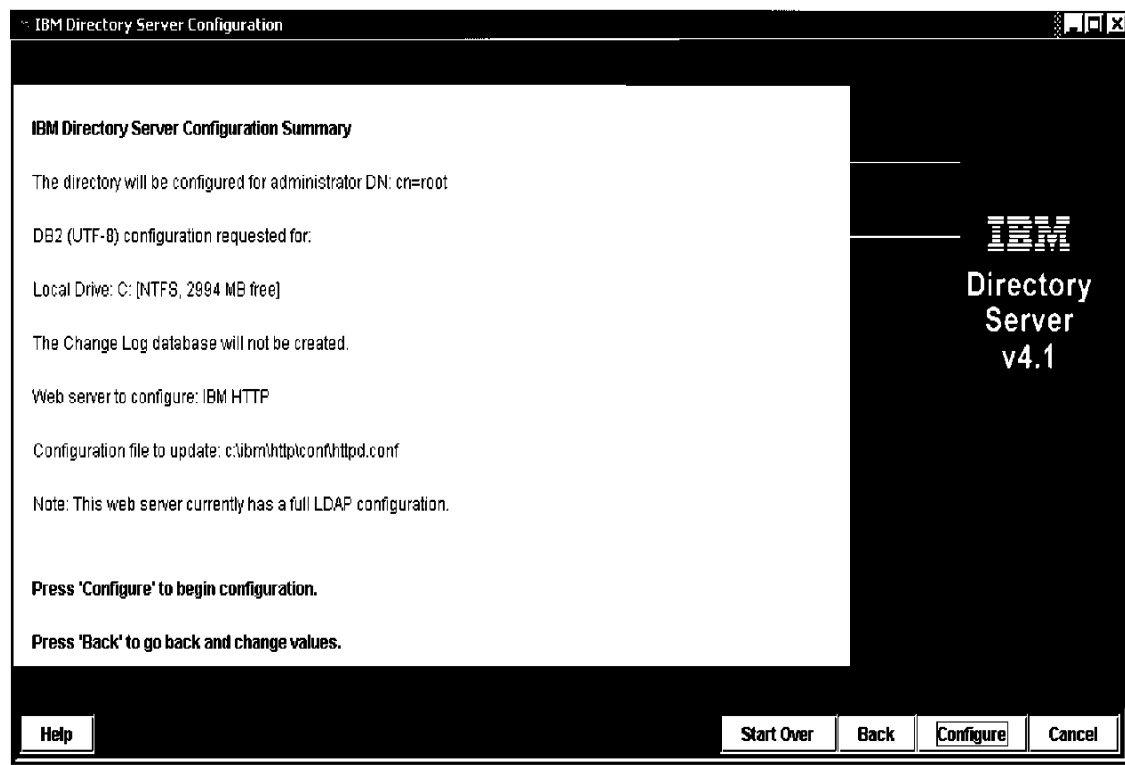 IBM Directory Server Configuration
IBM Directory Server Configuration Summary
The directory will be configured for administrator DN: cn=root
DB2 (UTF-8) configuration requested for:
Local Drive: C: [NTFS, 2994 MB free]
The Change Log database will not be created.
Web server to configure: IBM HTTP
Configuration file to update: c:\ibm\http\conf\httpd.conf
Note: This web server currently has a full LDAP configuration.
Press 'Configure' to begin configuration.
Press 'Back' to go back and change values.
IBM
Directory
Server
v4.1
Help
Start Over
Back
Configure
Cancel